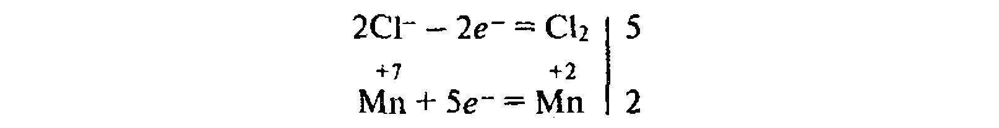 2Cl⁻ – 2e⁻ = Cl₂ | 5
+7 +2
Mn + 5e⁻ = Mn | 2